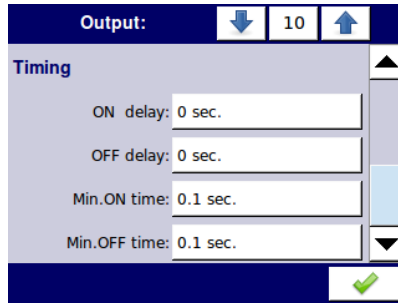 Output: 10
Timing
ON delay: 0 sec.
OFF delay: 0 sec.
Min.ON time: 0.1 sec.
Min.OFF time: 0.1 sec.